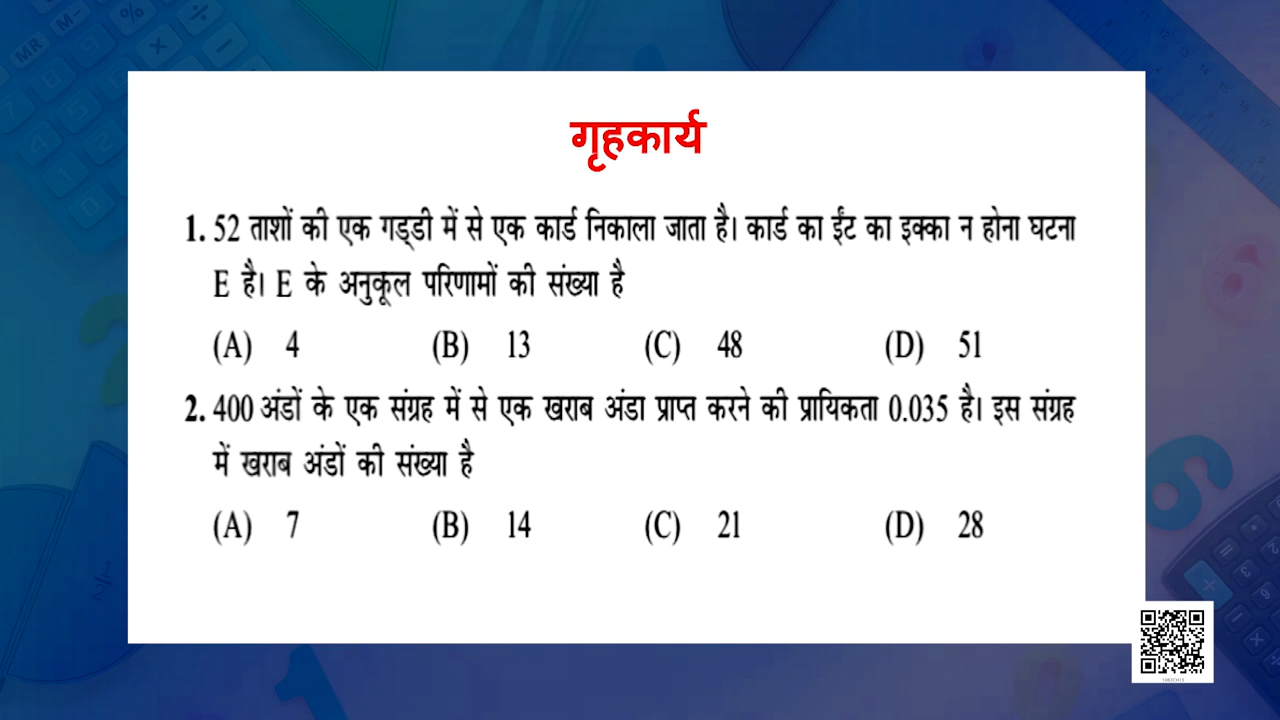 गृहकार्य
1. 52 ताशों की एक गड्डी में से एक कार्ड निकाला जाता है। कार्ड का ईंट का इक्का न होना घटना
E है। E के अनुकूल परिणामों की संख्या है
(A) 4 (B) 13 (C) 48 (D) 51
2. 400 अंडों के एक संग्रह में से एक खराब अंडा प्राप्त करने की प्रायिकता 0.035 है। इस संग्रह
में खराब अंडों की संख्या है
(A) 7 (B) 14 (C) 21 (D) 28